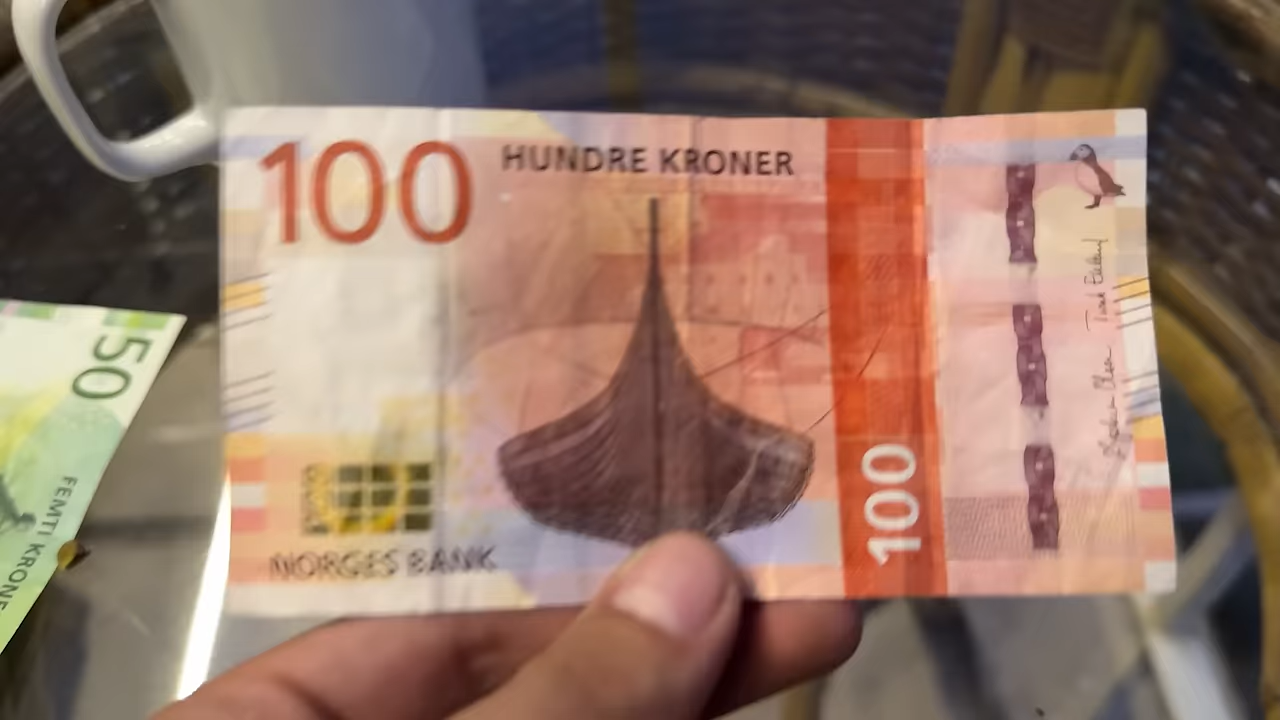 100
HUNDRE KRONER
NORGES BANK
100
50
FEMTI KRONE